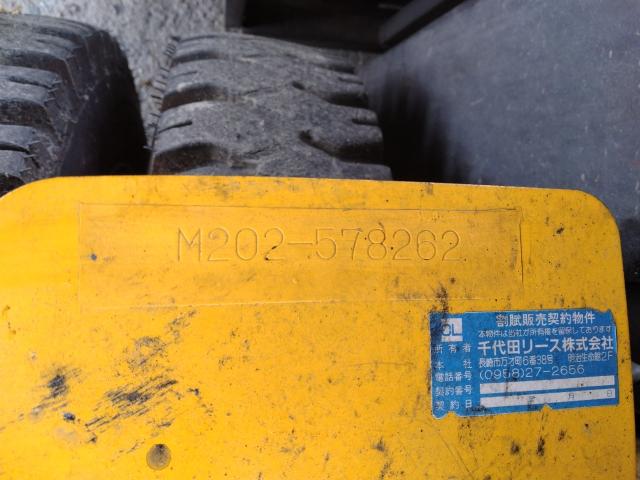 M202-578262
CL
割賦販売契約物件
本物件は当社が所有権を留保しております
所有者 千代田リース株式会社
本社 長崎市万才町6番38号 明治生命館2F
電話番号 (0958)27-2656
契約番号
契約日 年 月 日